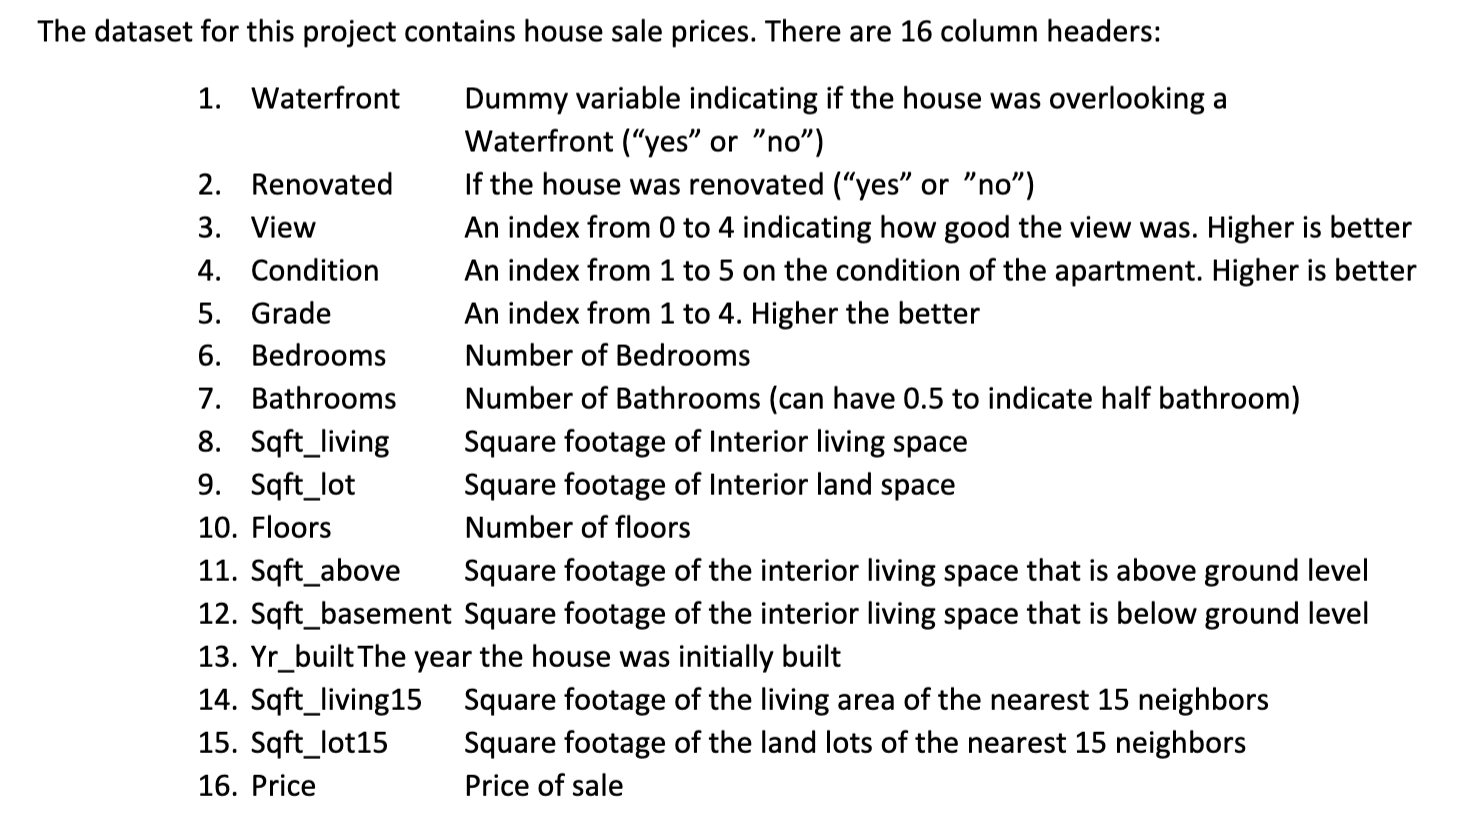 The dataset for this project contains house sale prices. There are 16 column headers:
1. Waterfront Dummy variable indicating if the house was overlooking a
Waterfront (“yes” or ”no”)
2. Renovated If the house was renovated (“yes” or ”no”)
3. View An index from 0 to 4 indicating how good the view was. Higher is better
4. Condition An index from 1 to 5 on the condition of the apartment. Higher is better
5. Grade An index from 1 to 4. Higher the better
6. Bedrooms Number of Bedrooms
7. Bathrooms Number of Bathrooms (can have 0.5 to indicate half bathroom)
8. Sqft_living Square footage of Interior living space
9. Sqft_lot Square footage of Interior land space
10. Floors Number of floors
11. Sqft_above Square footage of the interior living space that is above ground level
12. Sqft_basement Square footage of the interior living space that is below ground level
13. Yr_built The year the house was initially built
14. Sqft_living15 Square footage of the living area of the nearest 15 neighbors
15. Sqft_lot15 Square footage of the land lots of the nearest 15 neighbors
16. Price Price of sale